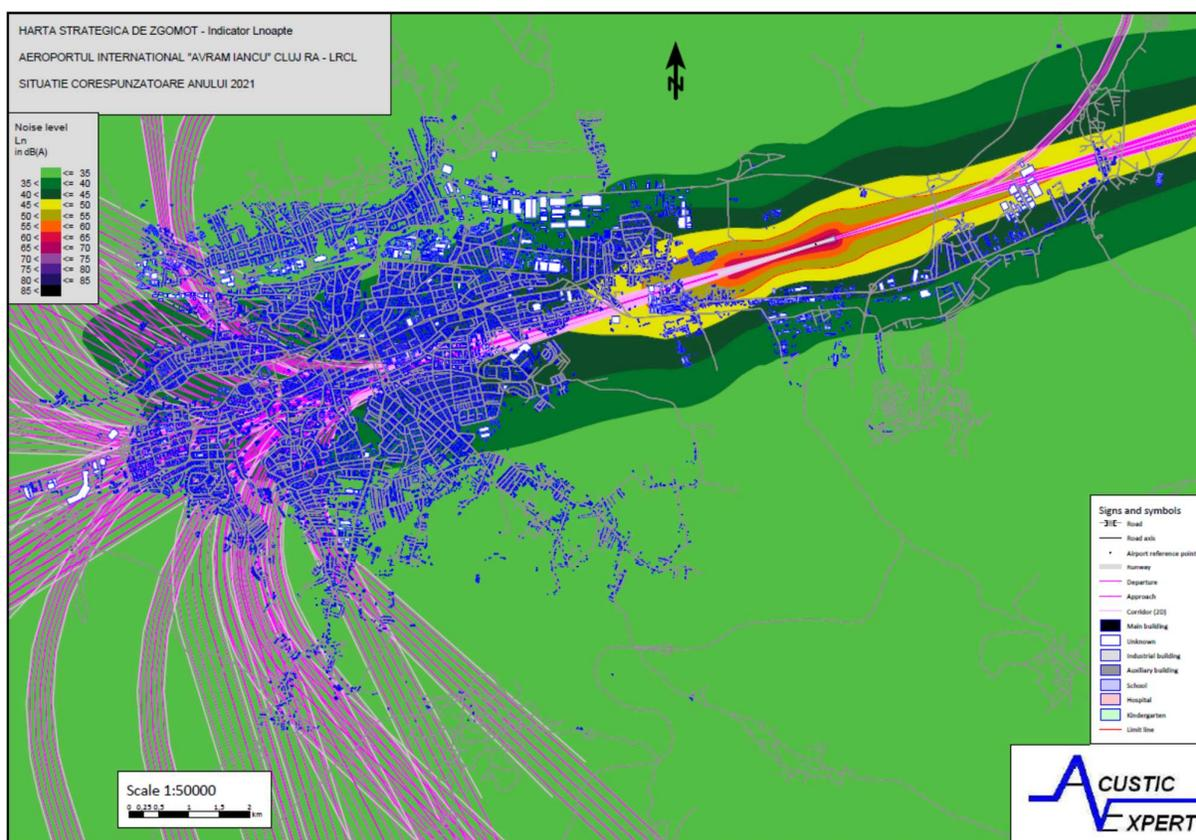 HARTA STRATEGICA DE ZGOMOT - Indicator Lnoapte
AEROPORTUL INTERNATIONAL "AVRAM IANCU" CLUJ RA - LRCL
SITUATIE CORESPUNZATOARE ANULUI 2021
N
Noise level
Ln
in dB(A)
<= 35
35 < <= 40
40 < <= 45
45 < <= 50
50 < <= 55
55 < <= 60
60 < <= 65
65 < <= 70
70 < <= 75
75 < <= 80
80 < <= 85
85 <
Signs and symbols
Road
Road axis
Airport reference point
Runway
Departure
Approach
Corridor (2D)
Main building
Unknown
Industrial building
Auxiliary building
School
Hospital
Kindergarten
Limit line
Scale 1:50000
0 0,25 0,5 1 1,5 2
km
ACUSTIC
EXPERT